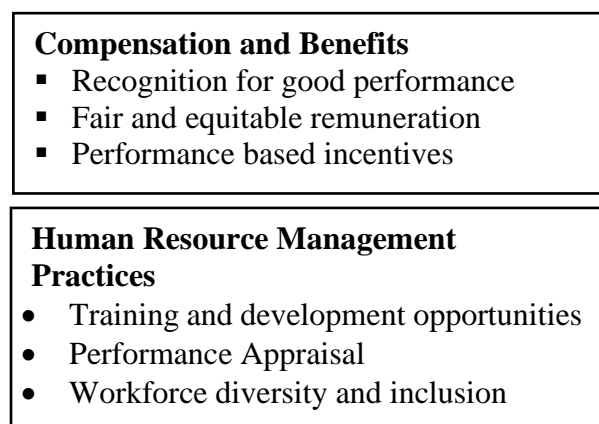 Compensation and Benefits
▪ Recognition for good performance
▪ Fair and equitable remuneration
▪ Performance based incentives
Human Resource Management
Practices
• Training and development opportunities
• Performance Appraisal
• Workforce diversity and inclusion